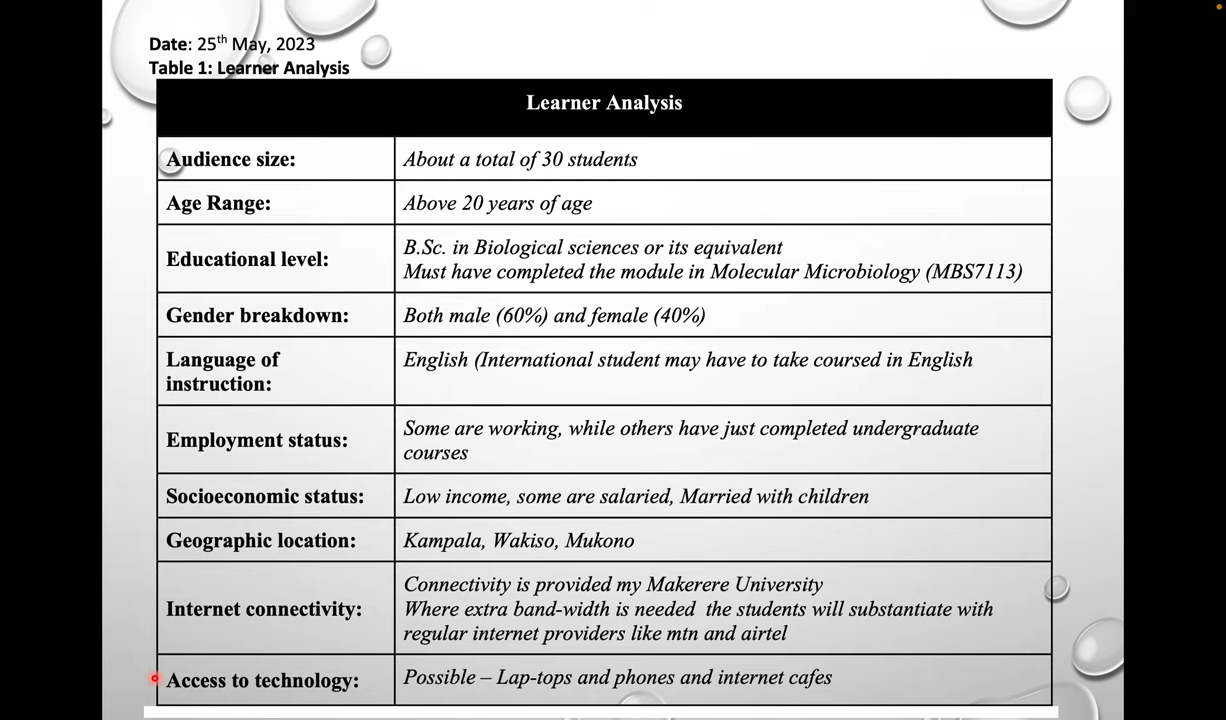 Date: 25th May, 2023
Table 1: Learner Analysis
Learner Analysis
Audience size:
About a total of 30 students
Age Range:
Above 20 years of age
Educational level:
B.Sc. in Biological sciences or its equivalent
Must have completed the module in Molecular Microbiology (MBS7113)
Gender breakdown:
Both male (60%) and female (40%)
Language of
instruction:
English (International student may have to take coursed in English
Employment status:
Some are working, while others have just completed undergraduate
courses
Socioeconomic status:
Low income, some are salaried, Married with children
Geographic location:
Kampala, Wakiso, Mukono
Internet connectivity:
Connectivity is provided my Makerere University
Where extra band-width is needed the students will substantiate with
regular internet providers like mtn and airtel
Access to technology:
Possible – Lap-tops and phones and internet cafes